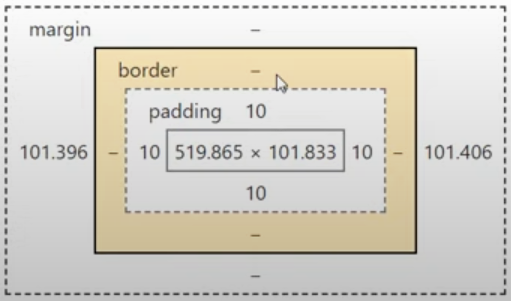 margin –
border –
padding 10
101.396 – 10 519.865 × 101.833 10 – 101.406
10
–
–